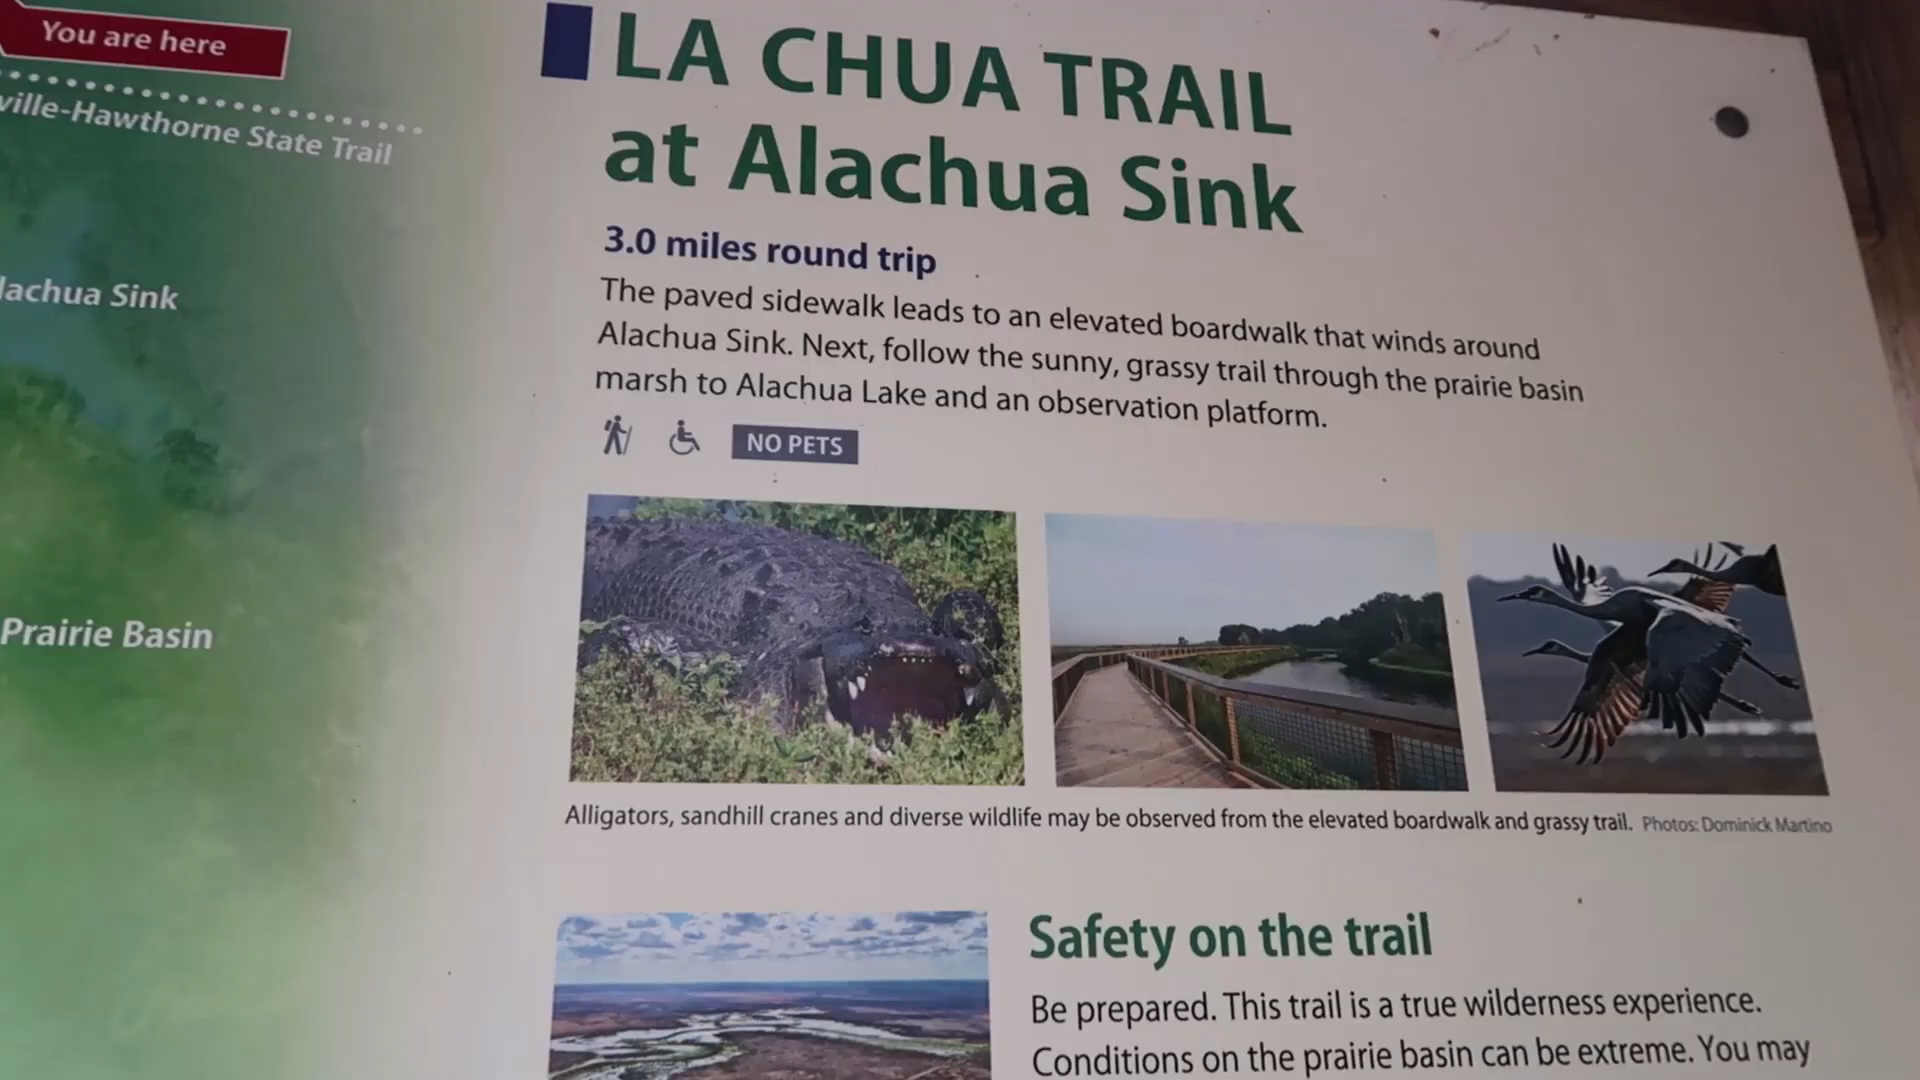 You are here
ville-Hawthorne State Trail
lachua Sink
Prairie Basin
LA CHUA TRAIL
at Alachua Sink
3.0 miles round trip
The paved sidewalk leads to an elevated boardwalk that winds around
Alachua Sink. Next, follow the sunny, grassy trail through the prairie basin
marsh to Alachua Lake and an observation platform.
NO PETS
Alligators, sandhill cranes and diverse wildlife may be observed from the elevated boardwalk and grassy trail. Photos: Dominick Martino
Safety on the trail
Be prepared. This trail is a true wilderness experience.
Conditions on the prairie basin can be extreme. You may